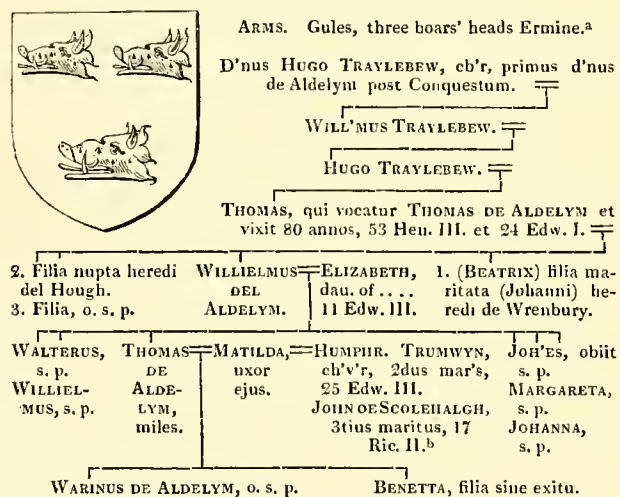 ARMS. Gules, three boars' heads Ermine.a
D'nus HUGO TRAYLEBEW, cb'r, primus d'nus
de Aldelym post Conquestum.
WILL'MUS TRAYLEBEW.
HUGO TRAYLEBEW.
THOMAS, qui vocatur THOMAS DE ALDELYM et
vixit 80 annos, 53 Hen. III. et 24 Edw. I.
2. Filia nupta heredi
del Hough.
3. Filia, o. s. p.
WILLIELMUS
DEL
ALDELYM.
ELIZABETH,
dau. of ....
11 Edw. III.
1. (BEATRIX) filia ma-
ritata (Johanni) he-
redi de Wrenbury.
WALTERUS,
s. p.
WILLIEL-
MUS, s. p.
THOMAS
DE
ALDE-
LYM,
miles.
MATILDA,
uxor
ejus.
HUMPHR. TRUMWYN,
ch'v'r, 2dus mar's,
25 Edw. III.
JOHN DE SCOLEHALGH,
3tius maritus, 17
Ric. II.b
JOH'ES, obiit
s. p.
MARGARETA,
s. p.
JOHANNA,
s. p.
WARINUS DE ALDELYM, o. s. p.
BENETTA, filia sine exitu.